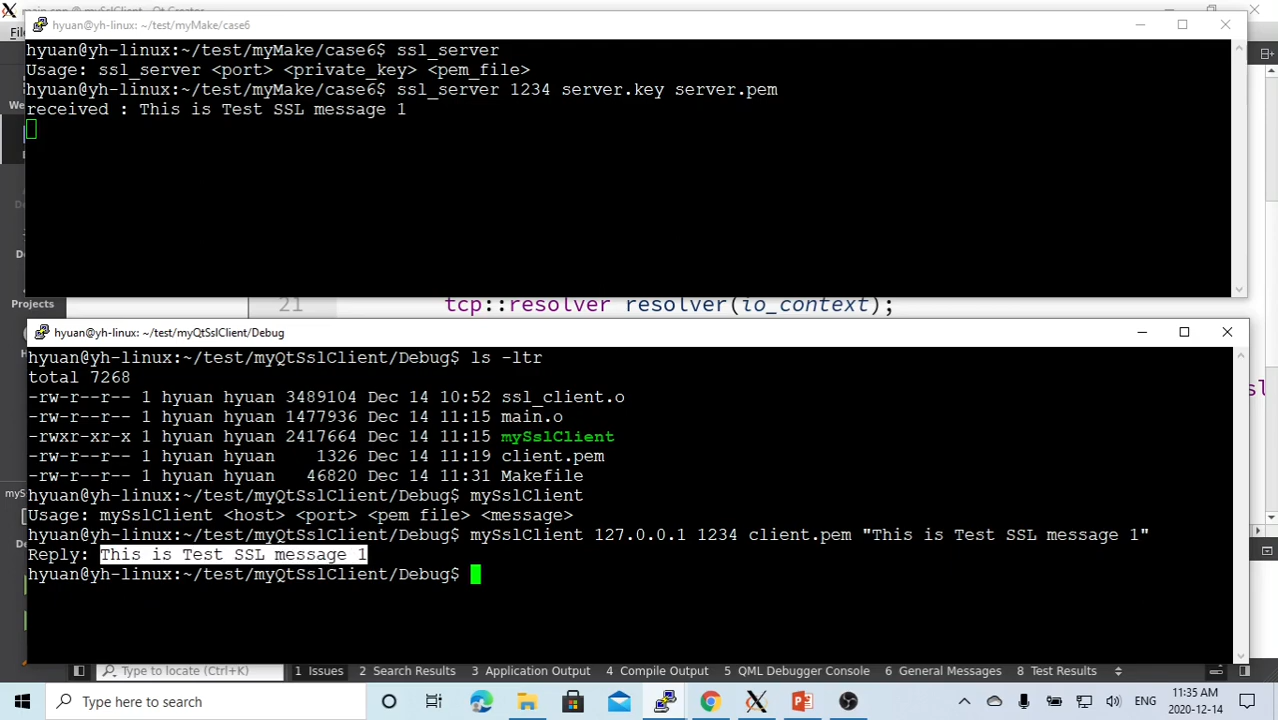 hyuan@yh-linux: ~/test/myMake/case6
hyuan@yh-linux:~/test/myMake/case6$ ssl_server
Usage: ssl_server <port> <private_key> <pem_file>
hyuan@yh-linux:~/test/myMake/case6$ ssl_server 1234 server.key server.pem
received : This is Test SSL message 1
Projects
21 tcp::resolver resolver(io_context);
hyuan@yh-linux: ~/test/myQtSslClient/Debug
hyuan@yh-linux:~/test/myQtSslClient/Debug$ ls -ltr
total 7268
-rw-r--r-- 1 hyuan hyuan 3489104 Dec 14 10:52 ssl_client.o
-rw-r--r-- 1 hyuan hyuan 1477936 Dec 14 11:15 main.o
-rwxr-xr-x 1 hyuan hyuan 2417664 Dec 14 11:15 mySslClient
-rw-r--r-- 1 hyuan hyuan 1326 Dec 14 11:19 client.pem
-rw-r--r-- 1 hyuan hyuan 46820 Dec 14 11:31 Makefile
hyuan@yh-linux:~/test/myQtSslClient/Debug$ mySslClient
Usage: mySslClient <host> <port> <pem file> <message>
hyuan@yh-linux:~/test/myQtSslClient/Debug$ mySslClient 127.0.0.1 1234 client.pem "This is Test SSL message 1"
Reply: This is Test SSL message 1
hyuan@yh-linux:~/test/myQtSslClient/Debug$
Type to locate (Ctrl+K) 1 Issues 2 Search Results 3 Application Output 4 Compile Output 5 QML Debugger Console 6 General Messages 8 Test Results
Type here to search
ENG
11:35 AM
2020-12-14